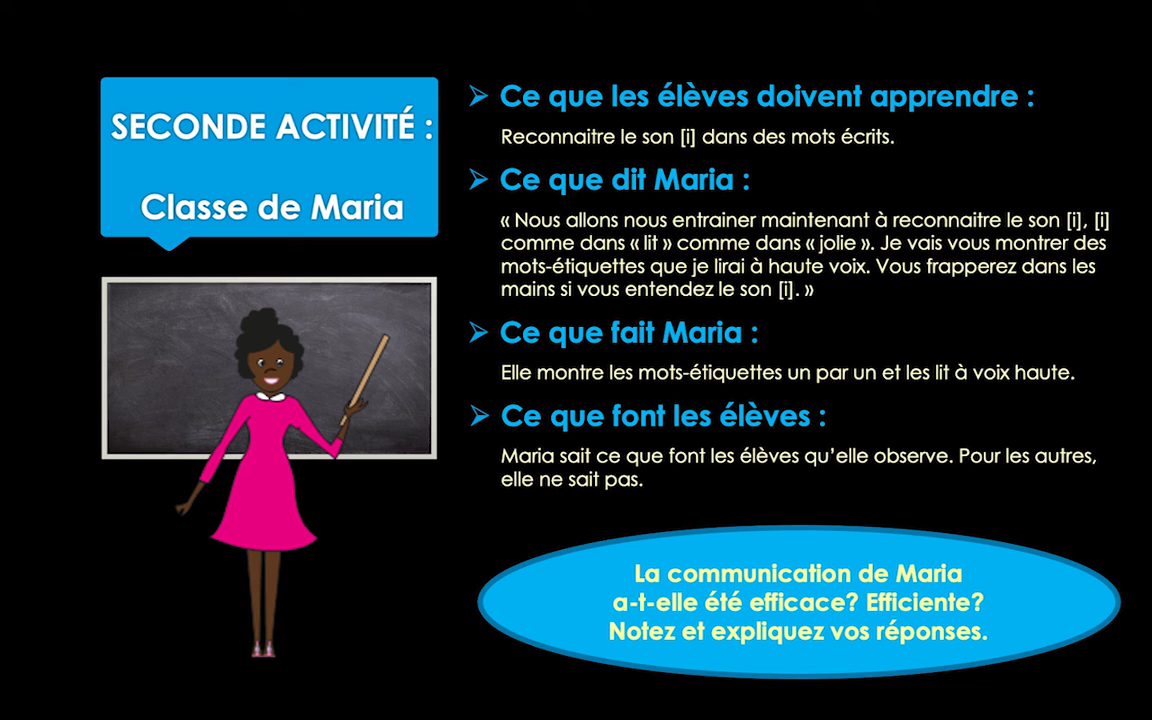 SECONDE ACTIVITÉ :
Classe de Maria
➢ Ce que les élèves doivent apprendre :
Reconnaitre le son [i] dans des mots écrits.
➢ Ce que dit Maria :
« Nous allons nous entrainer maintenant à reconnaitre le son [i], [i]
comme dans « lit » comme dans « jolie ». Je vais vous montrer des
mots-étiquettes que je lirai à haute voix. Vous frapperez dans les
mains si vous entendez le son [i]. »
➢ Ce que fait Maria :
Elle montre les mots-étiquettes un par un et les lit à voix haute.
➢ Ce que font les élèves :
Maria sait ce que font les élèves qu'elle observe. Pour les autres,
elle ne sait pas.
La communication de Maria
a-t-elle été efficace? Efficiente?
Notez et expliquez vos réponses.